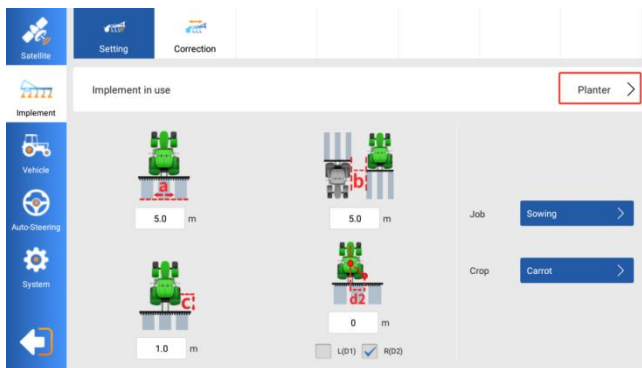 Satellite
Setting
Correction
Implement
Implement in use
Planter
Vehicle
Auto-Steering
System
a
5.0 m
b
5.0 m
Job
Sowing
c
1.0 m
d2
0 m
L(D1)
R(D2)
Crop
Carrot